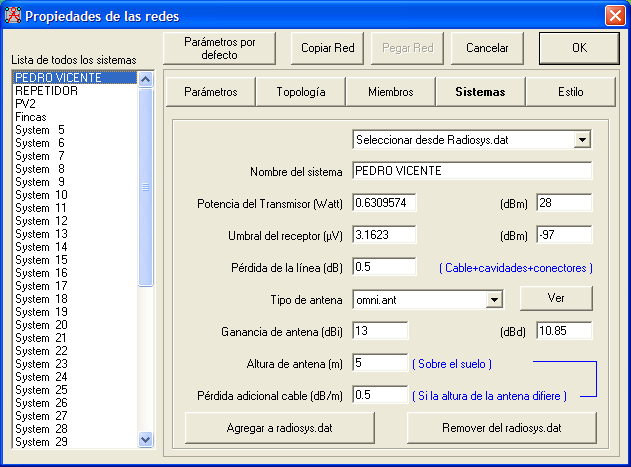 Propiedades de las redes
Lista de todos los sistemas
PEDRO VICENTE
REPETIDOR
PV2
Fincas
System 5
System 6
System 7
System 8
System 9
System 10
System 11
System 12
System 13
System 14
System 15
System 16
System 17
System 18
System 19
System 20
System 21
System 22
System 23
System 24
System 25
System 26
System 27
System 28
System 29
Parámetros por
defecto
Copiar Red
Pegar Red
Cancelar
OK
Parámetros
Topología
Miembros
Sistemas
Estilo
Seleccionar desde Radiosys.dat
Nombre del sistema PEDRO VICENTE
Potencia del Transmisor (Watt) 0.6309574 (dBm) 28
Umbral del receptor (µV) 3.1623 (dBm) -97
Pérdida de la línea (dB) 0.5 ( Cable+cavidades+conectores )
Tipo de antena omni.ant Ver
Ganancia de antena (dBi) 13 (dBd) 10.85
Altura de antena (m) 5 ( Sobre el suelo )
Pérdida adicional cable (dB/m) 0.5 ( Si la altura de la antena difiere )
Agregar a radiosys.dat
Remover del radiosys.dat